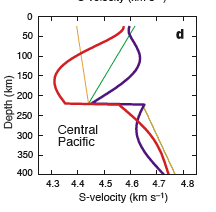 S-velocity (km s⁻¹)
0
d
50
100
150
200
250
300
350
400
Depth (km)
Central
Pacific
4.3 4.4 4.5 4.6 4.7 4.8
S-velocity (km s⁻¹)